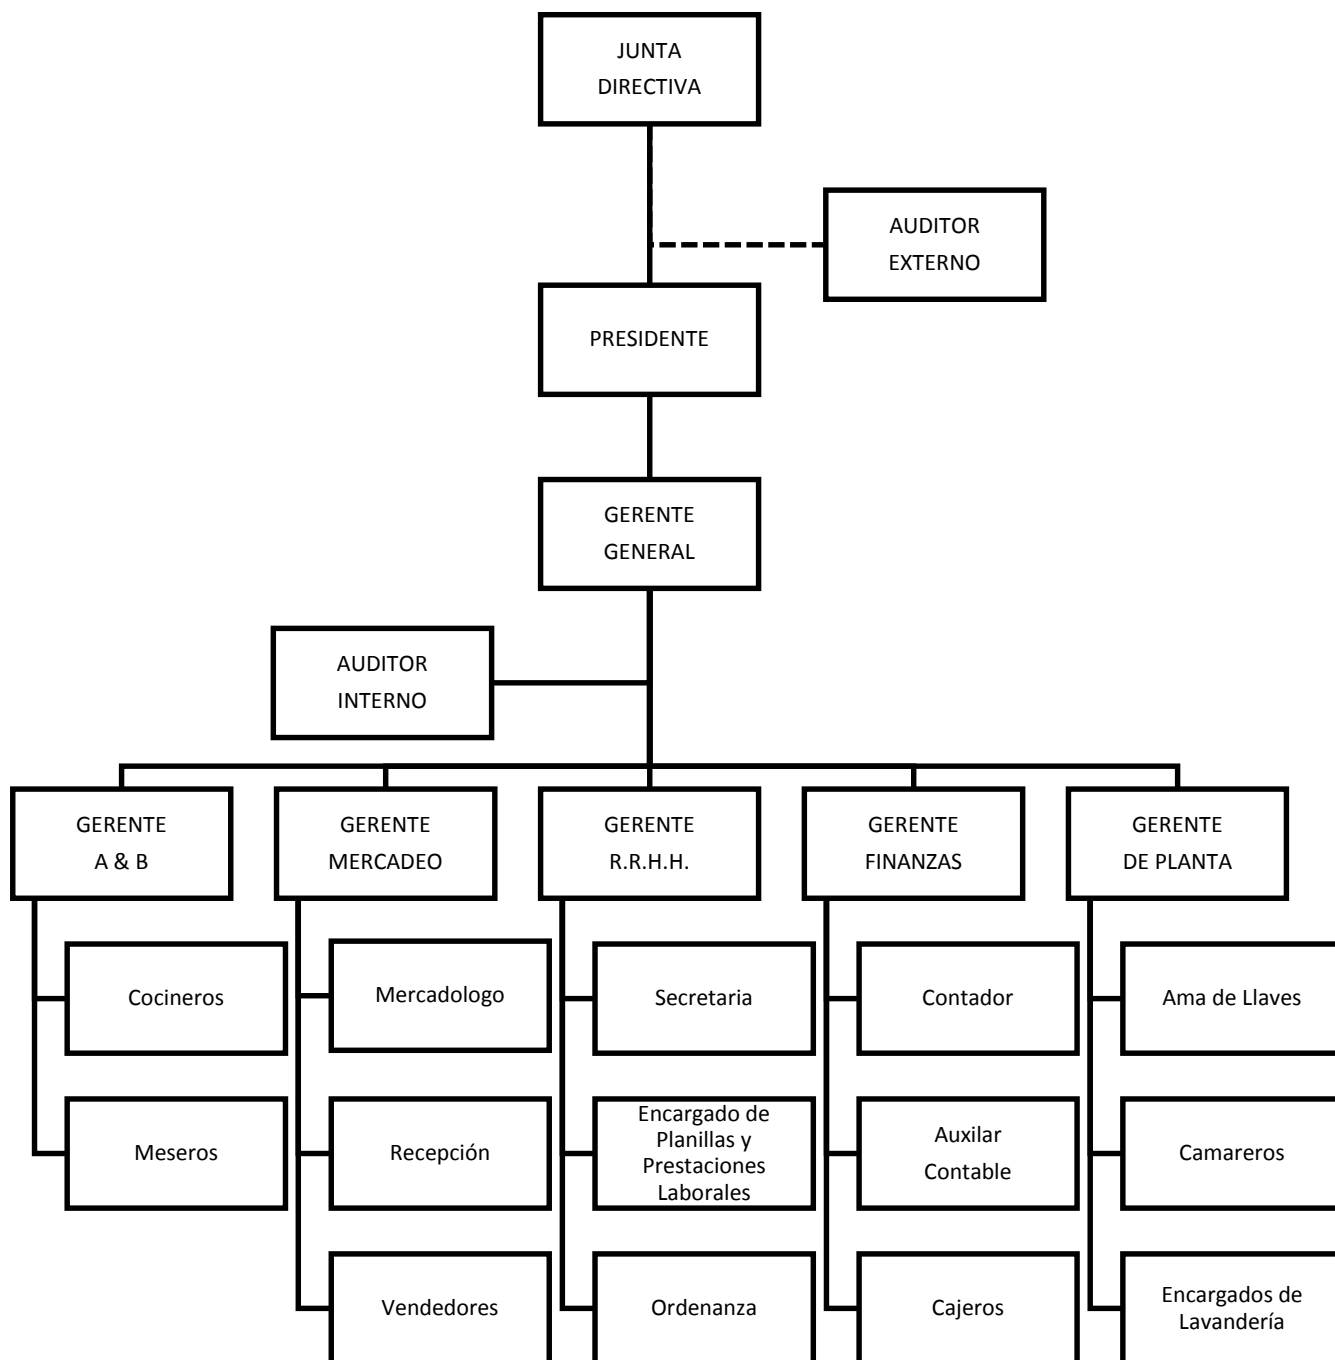 JUNTA
DIRECTIVA
AUDITOR
EXTERNO
PRESIDENTE
GERENTE
GENERAL
AUDITOR
INTERNO
GERENTE
A & B
GERENTE
MERCADEO
GERENTE
R.R.H.H.
GERENTE
FINANZAS
GERENTE
DE PLANTA
Cocineros
Mercadologo
Secretaria
Contador
Ama de Llaves
Meseros
Recepción
Encargado de
Planillas y
Prestaciones
Laborales
Auxilar
Contable
Camareros
Vendedores
Ordenanza
Cajeros
Encargados de
Lavandería